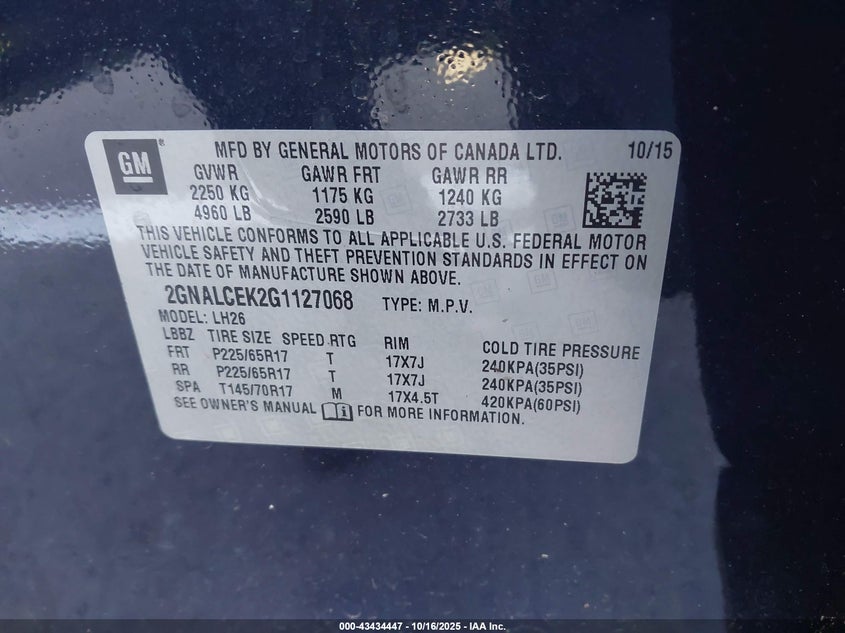 GM ®
MFD BY GENERAL MOTORS OF CANADA LTD. 10/15
GVWR GAWR FRT GAWR RR
2250 KG 1175 KG 1240 KG
4960 LB 2590 LB 2733 LB
THIS VEHICLE CONFORMS TO ALL APPLICABLE U.S. FEDERAL MOTOR
VEHICLE SAFETY AND THEFT PREVENTION STANDARDS IN EFFECT ON
THE DATE OF MANUFACTURE SHOWN ABOVE.
2GNALCEK2G1127068 TYPE: M.P.V.
MODEL: LH26
LBBZ TIRE SIZE SPEED RTG RIM COLD TIRE PRESSURE
FRT P225/65R17 T 17X7J 240KPA(35PSI)
RR P225/65R17 T 17X7J 240KPA(35PSI)
SPA T145/70R17 M 17X4.5T 420KPA(60PSI)
SEE OWNER'S MANUAL FOR MORE INFORMATION.
000-43434447 - 10/16/2025 - IAA Inc.